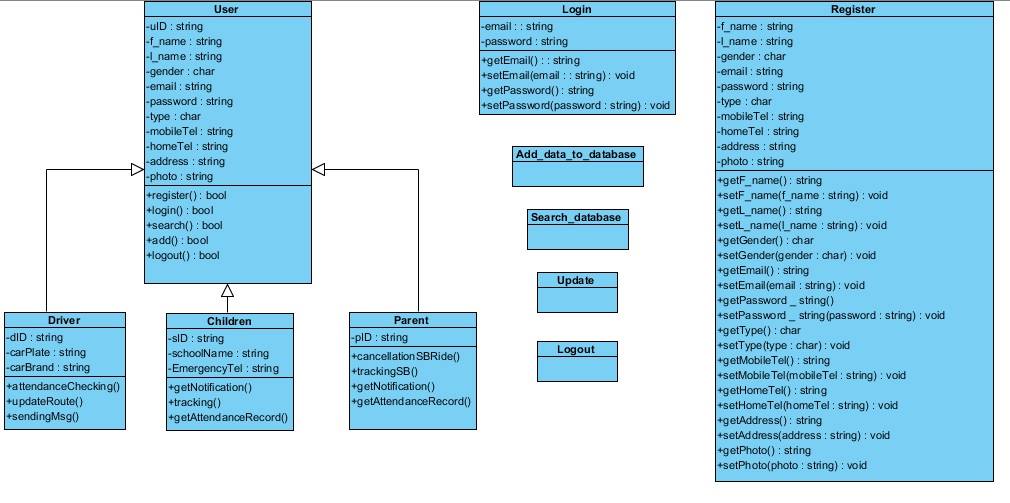 User
-uID : string
-f_name : string
-l_name : string
-gender : char
-email : string
-password : string
-type : char
-mobileTel : string
-homeTel : string
-address : string
-photo : string
+register() : bool
+login() : bool
+search() : bool
+add() : bool
+logout() : bool
Driver
-dID : string
-carPlate : string
-carBrand : string
+attendanceChecking()
+updateRoute()
+sendingMsg()
Children
-sID : string
-schoolName : string
-EmergencyTel : string
+getNotification()
+tracking()
+getAttendanceRecord()
Parent
-pID : string
+cancellationSBRide()
+trackingSB()
+getNotification()
+getAttendanceRecord()
Login
-email : : string
-password : string
+getEmail() : : string
+setEmail(email : : string) : void
+getPassword() : string
+setPassword(password : string) : void
Add_data_to_database
Search_database
Update
Logout
Register
-f_name : string
-l_name : string
-gender : char
-email : string
-password : string
-type : char
-mobileTel : string
-homeTel : string
-address : string
-photo : string
+getF_name() : string
+setF_name(f_name : string) : void
+getL_name() : string
+setL_name(l_name : string) : void
+getGender() : char
+setGender(gender : char) : void
+getEmail() : string
+setEmail(email : string) : void
+getPassword _ string()
+setPassword _ string(password : string) : void
+getType() : char
+setType(type : char) : void
+getMobileTel() : string
+setMobileTel(mobileTel : string) : void
+getHomeTel() : string
+setHomeTel(homeTel : string) : void
+getAddress() : string
+setAddress(address : string) : void
+getPhoto() : string
+setPhoto(photo : string) : void